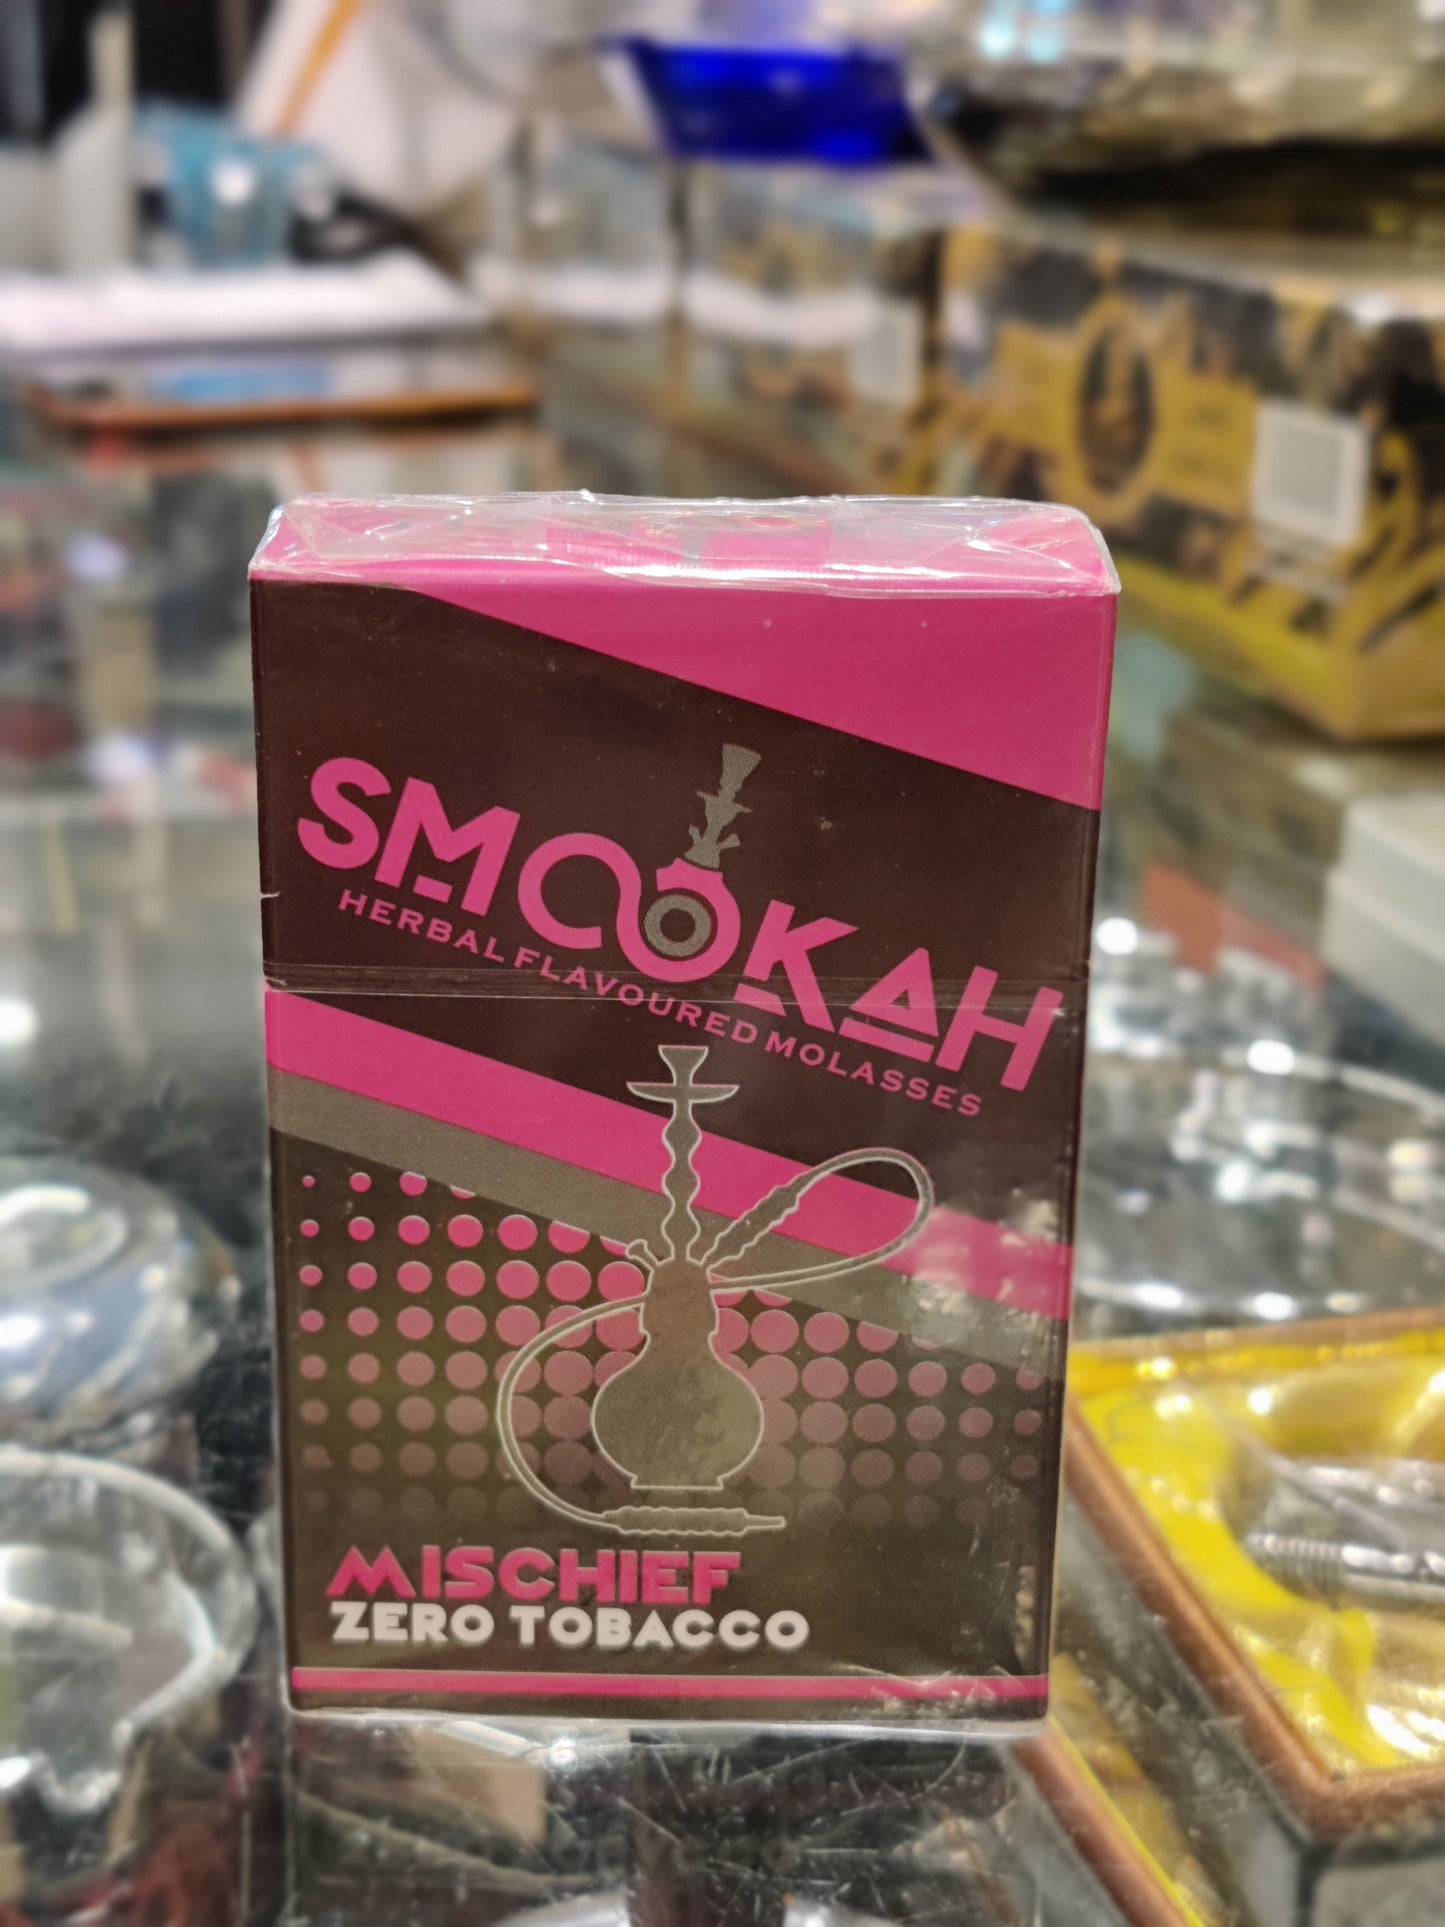 SMOOKAH
HERBAL FLAVOURED MOLASSES
MISCHIEF
ZERO TOBACCO